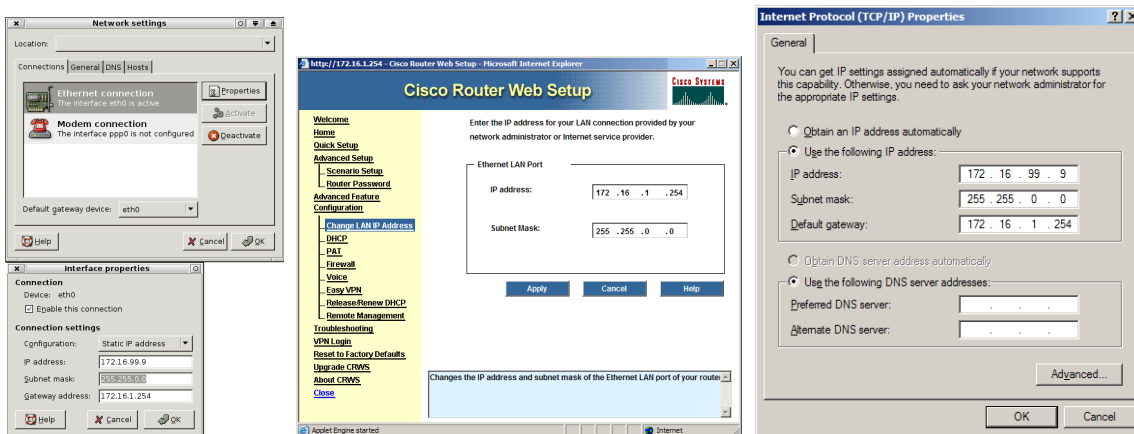 Network settings
Location:
Connections General DNS Hosts
Ethernet connection
The interface eth0 is active
Modem connection
The interface ppp0 is not configured
Properties
Activate
Deactivate
Default gateway device: eth0
Help Cancel OK
Interface properties
Connection
Device: eth0
Enable this connection
Connection settings
Configuration: Static IP address
IP address: 172.16.99.9
Subnet mask: 255.255.0.0
Gateway address: 172.16.1.254
Help Cancel OK
http://172.16.1.254 - Cisco Router Web Setup - Microsoft Internet Explorer
Cisco Router Web Setup
CISCO SYSTEMS
Welcome
Home
Quick Setup
Advanced Setup
Scenario Setup
Router Password
Advanced Feature
Configuration
Change LAN IP Address
DHCP
PAT
Firewall
Voice
Easy VPN
Release/Renew DHCP
Remote Management
Troubleshooting
VPN Login
Reset to Factory Defaults
Upgrade CRWS
About CRWS
Close
Enter the IP address for your LAN connection provided by your
network administrator or Internet service provider.
Ethernet LAN Port
IP address: 172 .16 .1 .254
Subnet Mask: 255 .255 .0 .0
Apply Cancel Help
Changes the IP address and subnet mask of the Ethernet LAN port of your router
Applet Engine started Internet
Internet Protocol (TCP/IP) Properties
General
You can get IP settings assigned automatically if your network supports
this capability. Otherwise, you need to ask your network administrator for
the appropriate IP settings.
Obtain an IP address automatically
Use the following IP address:
IP address: 172 . 16 . 99 . 9
Subnet mask: 255 . 255 . 0 . 0
Default gateway: 172 . 16 . 1 . 254
Obtain DNS server address automatically
Use the following DNS server addresses:
Preferred DNS server: . . .
Alternate DNS server: . . .
Advanced...
OK Cancel